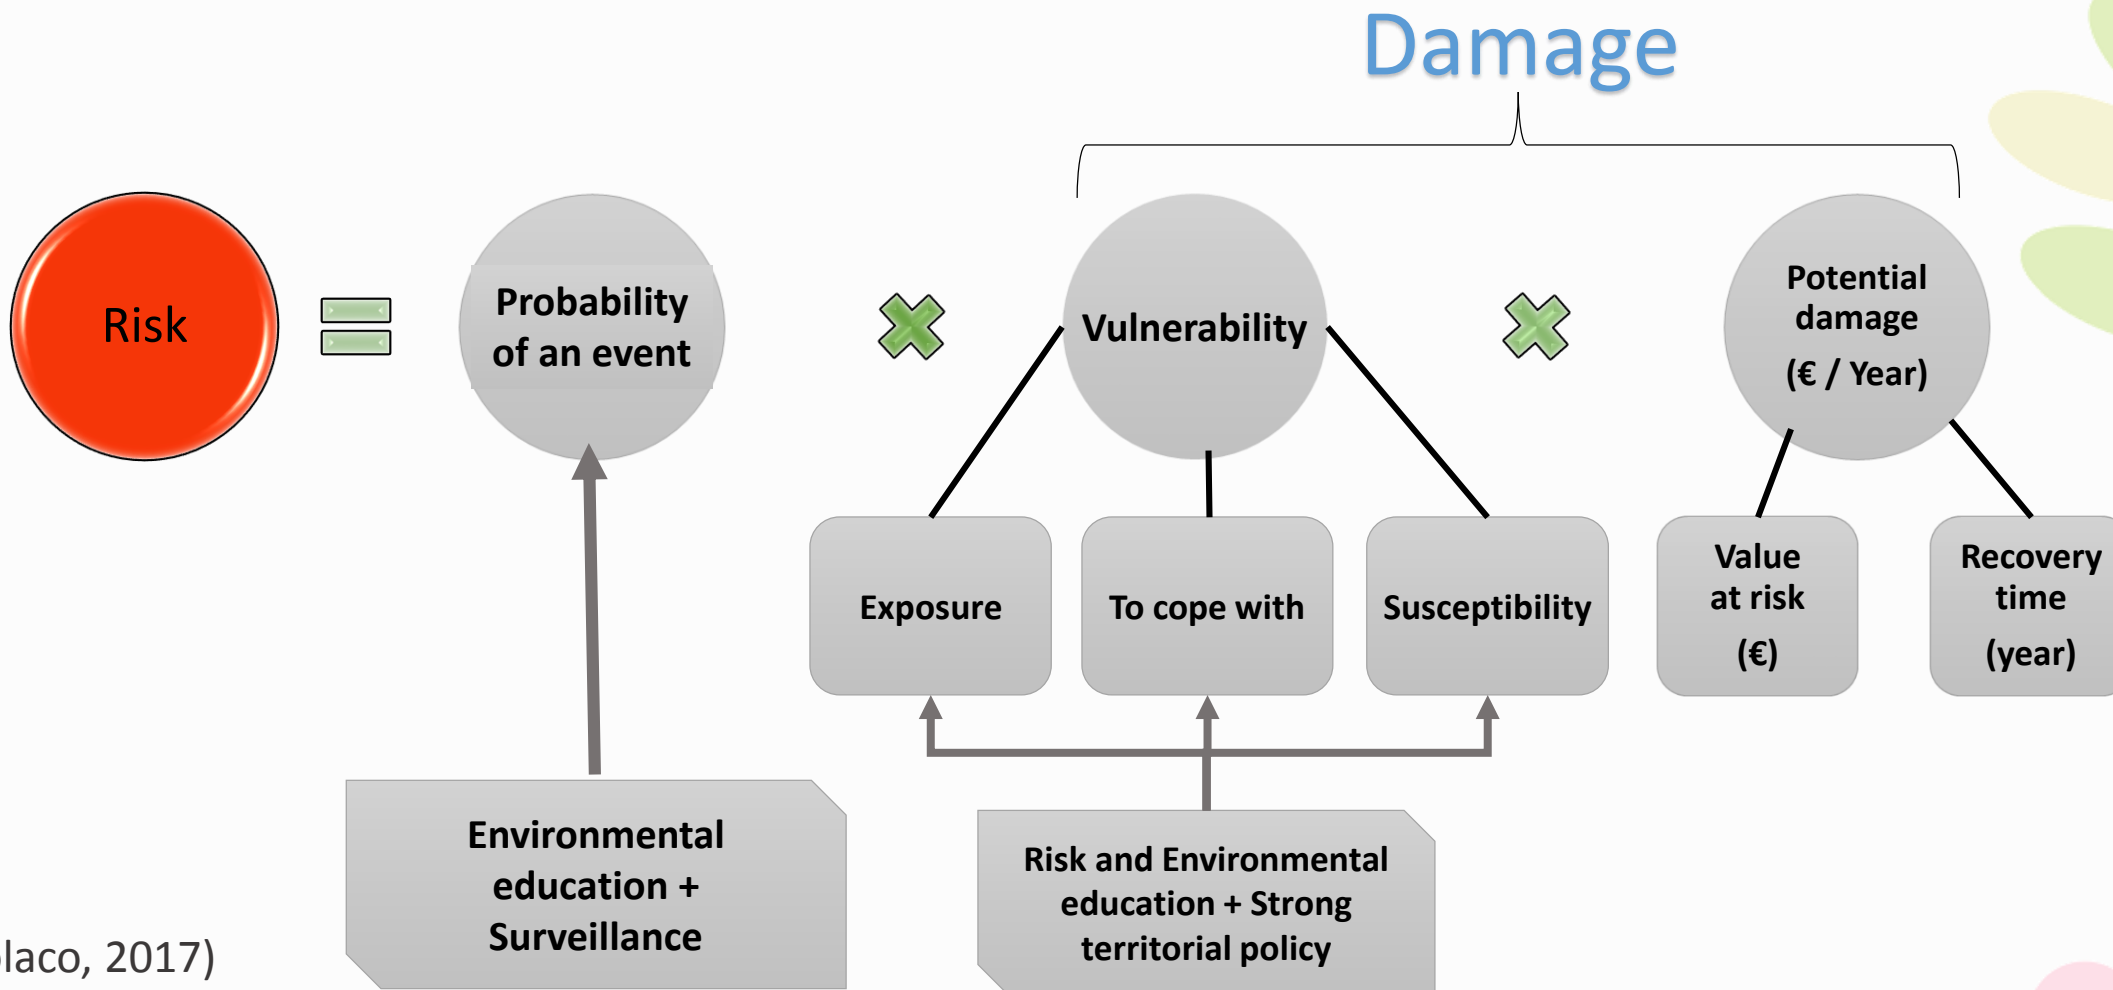 Damage
Risk
Probability
of an event
Vulnerability
Potential
damage
(€ / Year)
Exposure
To cope with
Susceptibility
Value
at risk
(€)
Recovery
time
(year)
Environmental
education +
Surveillance
Risk and Environmental
education + Strong
territorial policy
2017)